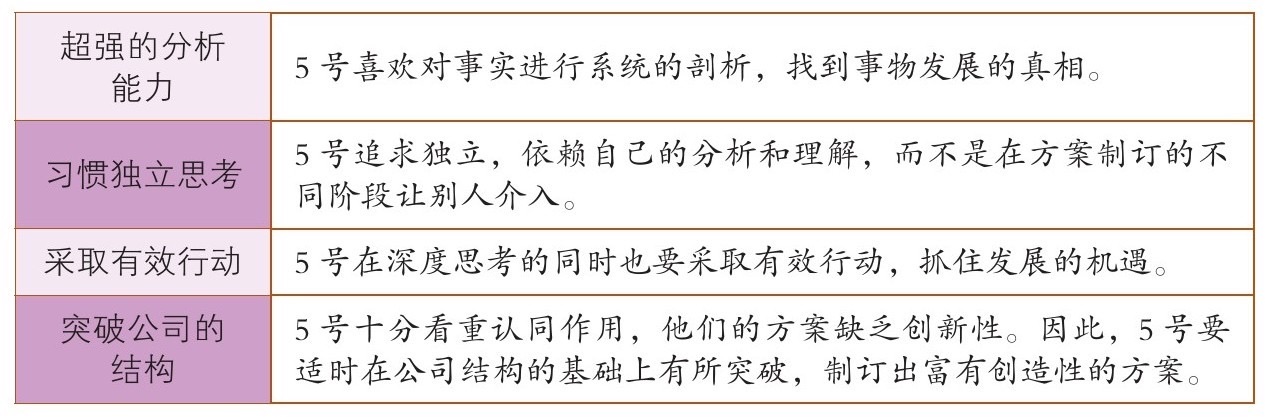 超强的分析
能力
5 号喜欢对事实进行系统的剖析，找到事物发展的真相。
习惯独立思考
5 号追求独立，依赖自己的分析和理解，而不是在方案制订的不
同阶段让别人介入。
采取有效行动
5 号在深度思考的同时也要采取有效行动，抓住发展的机遇。
突破公司的
结构
5 号十分看重认同作用，他们的方案缺乏创新性。因此，5 号要
适时在公司结构的基础上有所突破，制订出富有创造性的方案。